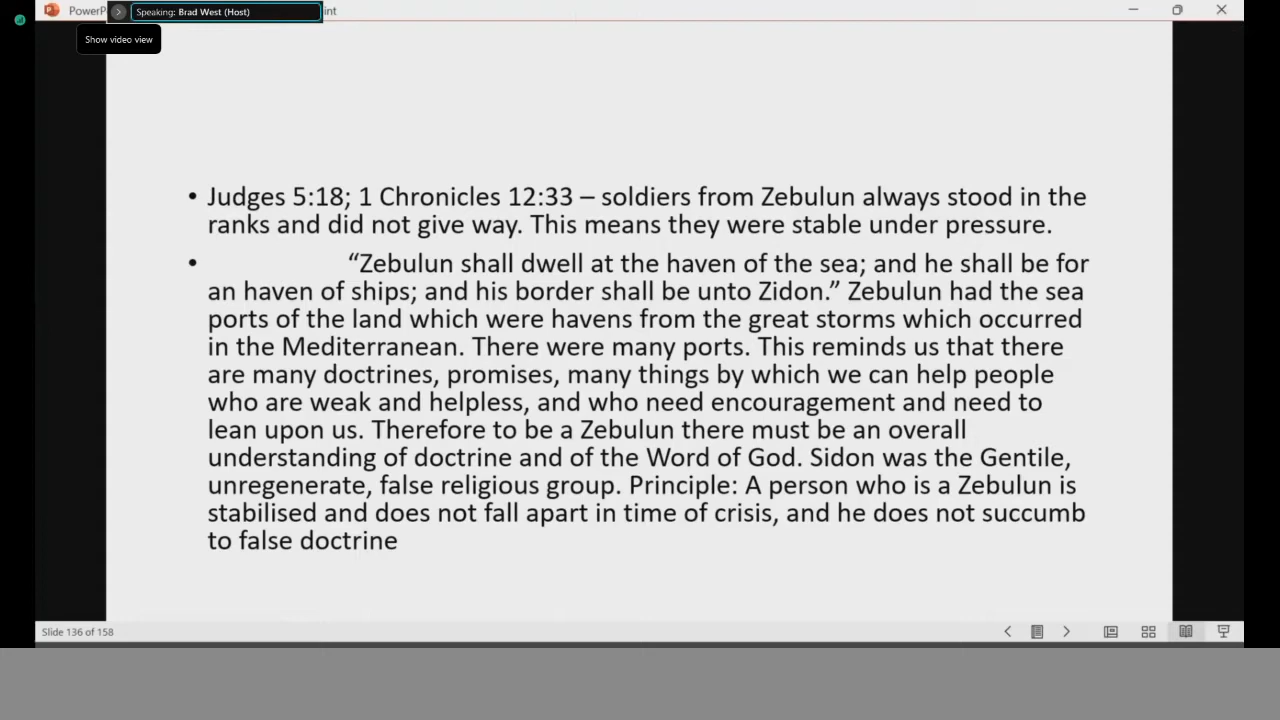 PowerP
Speaking: Brad West (Host)
int
Show video view
• Judges 5:18; 1 Chronicles 12:33 – soldiers from Zebulun always stood in the
ranks and did not give way. This means they were stable under pressure.
• “Zebulun shall dwell at the haven of the sea; and he shall be for
an haven of ships; and his border shall be unto Zidon.” Zebulun had the sea
ports of the land which were havens from the great storms which occurred
in the Mediterranean. There were many ports. This reminds us that there
are many doctrines, promises, many things by which we can help people
who are weak and helpless, and who need encouragement and need to
lean upon us. Therefore to be a Zebulun there must be an overall
understanding of doctrine and of the Word of God. Sidon was the Gentile,
unregenerate, false religious group. Principle: A person who is a Zebulun is
stabilised and does not fall apart in time of crisis, and he does not succumb
to false doctrine
Slide 136 of 158